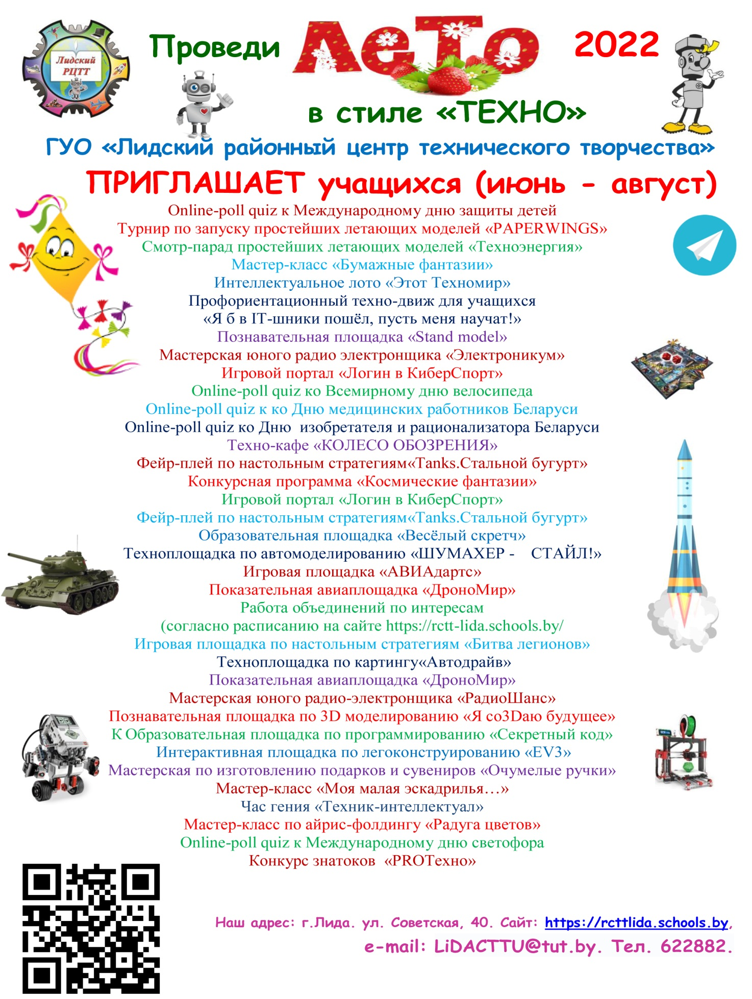 Лидский
РЦТТ
Проведи ЛеТо 2022
в стиле «ТЕХНО»
ГУО «Лидский районный центр технического творчества»
ПРИГЛАШАЕТ учащихся (июнь - август)
Online-poll quiz к Международному дню защиты детей
Турнир по запуску простейших летающих моделей «PAPERWINGS»
Смотр-парад простейших летающих моделей «Техноэнергия»
Мастер-класс «Бумажные фантазии»
Интеллектуальное лото «Этот Техномир»
Профориентационный техно-движ для учащихся
«Я б в IT-шники пошёл, пусть меня научат!»
Познавательная площадка «Stand model»
Мастерская юного радио электронщика «Электроникум»
Игровой портал «Логин в КиберСпорт»
Online-poll quiz ко Всемирному дню велосипеда
Online-poll quiz к ко Дню медицинских работников Беларуси
Online-poll quiz ко Дню  изобретателя и рационализатора Беларуси
Техно-кафе «КОЛЕСО ОБОЗРЕНИЯ»
Фейр-плей по настольным стратегиям«Tanks.Стальной бугурт»
Конкурсная программа «Космические фантазии»
Игровой портал «Логин в КиберСпорт»
Фейр-плей по настольным стратегиям«Tanks.Стальной бугурт»
Образовательная площадка «Весёлый скретч»
Техноплощадка по автомоделированию «ШУМАХЕР -    СТАЙЛ!»
Игровая площадка «АВИАдартс»
Показательная авиаплощадка «ДроноМир»
Работа объединений по интересам
(согласно расписанию на сайте https://rctt-lida.schools.by/
Игровая площадка по настольным стратегиям «Битва легионов»
Техноплощадка по картингу«Автодрайв»
Показательная авиаплощадка «ДроноМир»
Мастерская юного радио-электронщика «РадиоШанс»
Познавательная площадка по 3D моделированию «Я со3Dаю будущее»
К Образовательная площадка по программированию «Секретный код»
Интерактивная площадка по легоконструированию «EV3»
Мастерская по изготовлению подарков и сувениров «Очумелые ручки»
Мастер-класс «Моя малая эскадрилья…»
Час гения «Техник-интеллектуал»
Мастер-класс по айрис-фолдингу «Радуга цветов»
Online-poll quiz к Международному дню светофора
Конкурс знатоков  «PROТехно»
Наш адрес: г.Лида. ул. Советская, 40. Сайт: https://rcttlida.schools.by,
e-mail: LiDACTTU@tut.by. Тел. 622882.